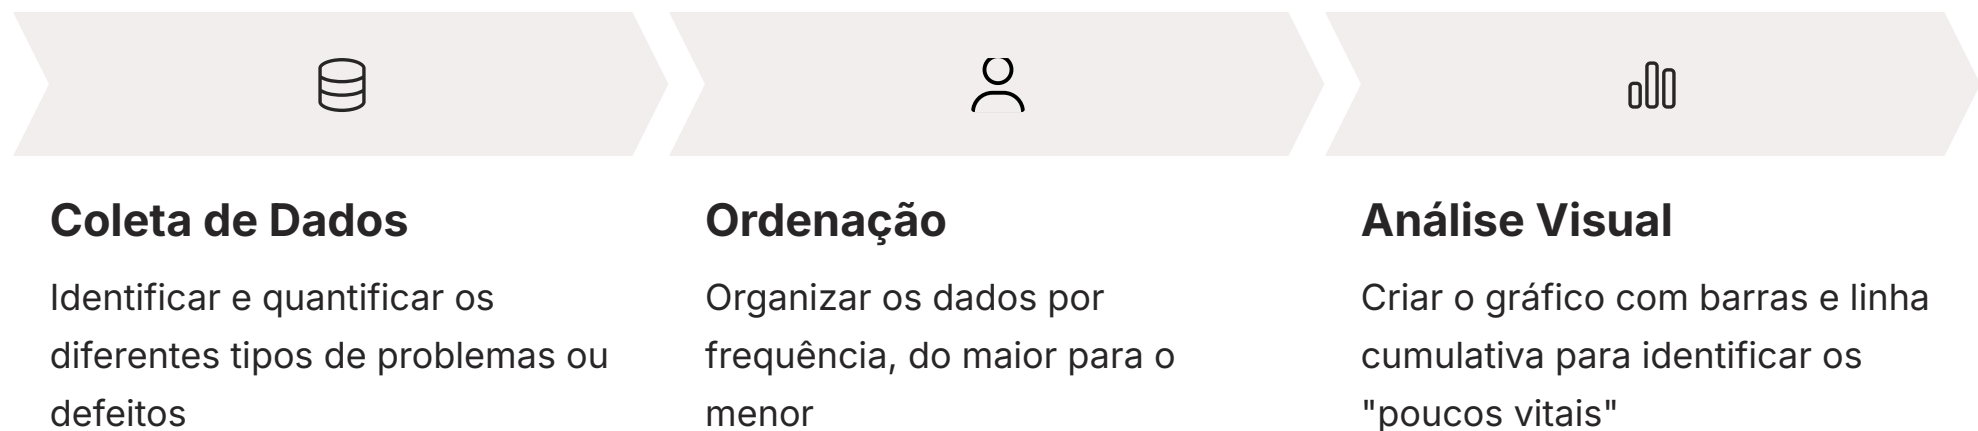 Coleta de Dados
Identificar e quantificar os
diferentes tipos de problemas ou
defeitos
Ordenação
Organizar os dados por
frequência, do maior para o
menor
Análise Visual
Criar o gráfico com barras e linha
cumulativa para identificar os
"poucos vitais"